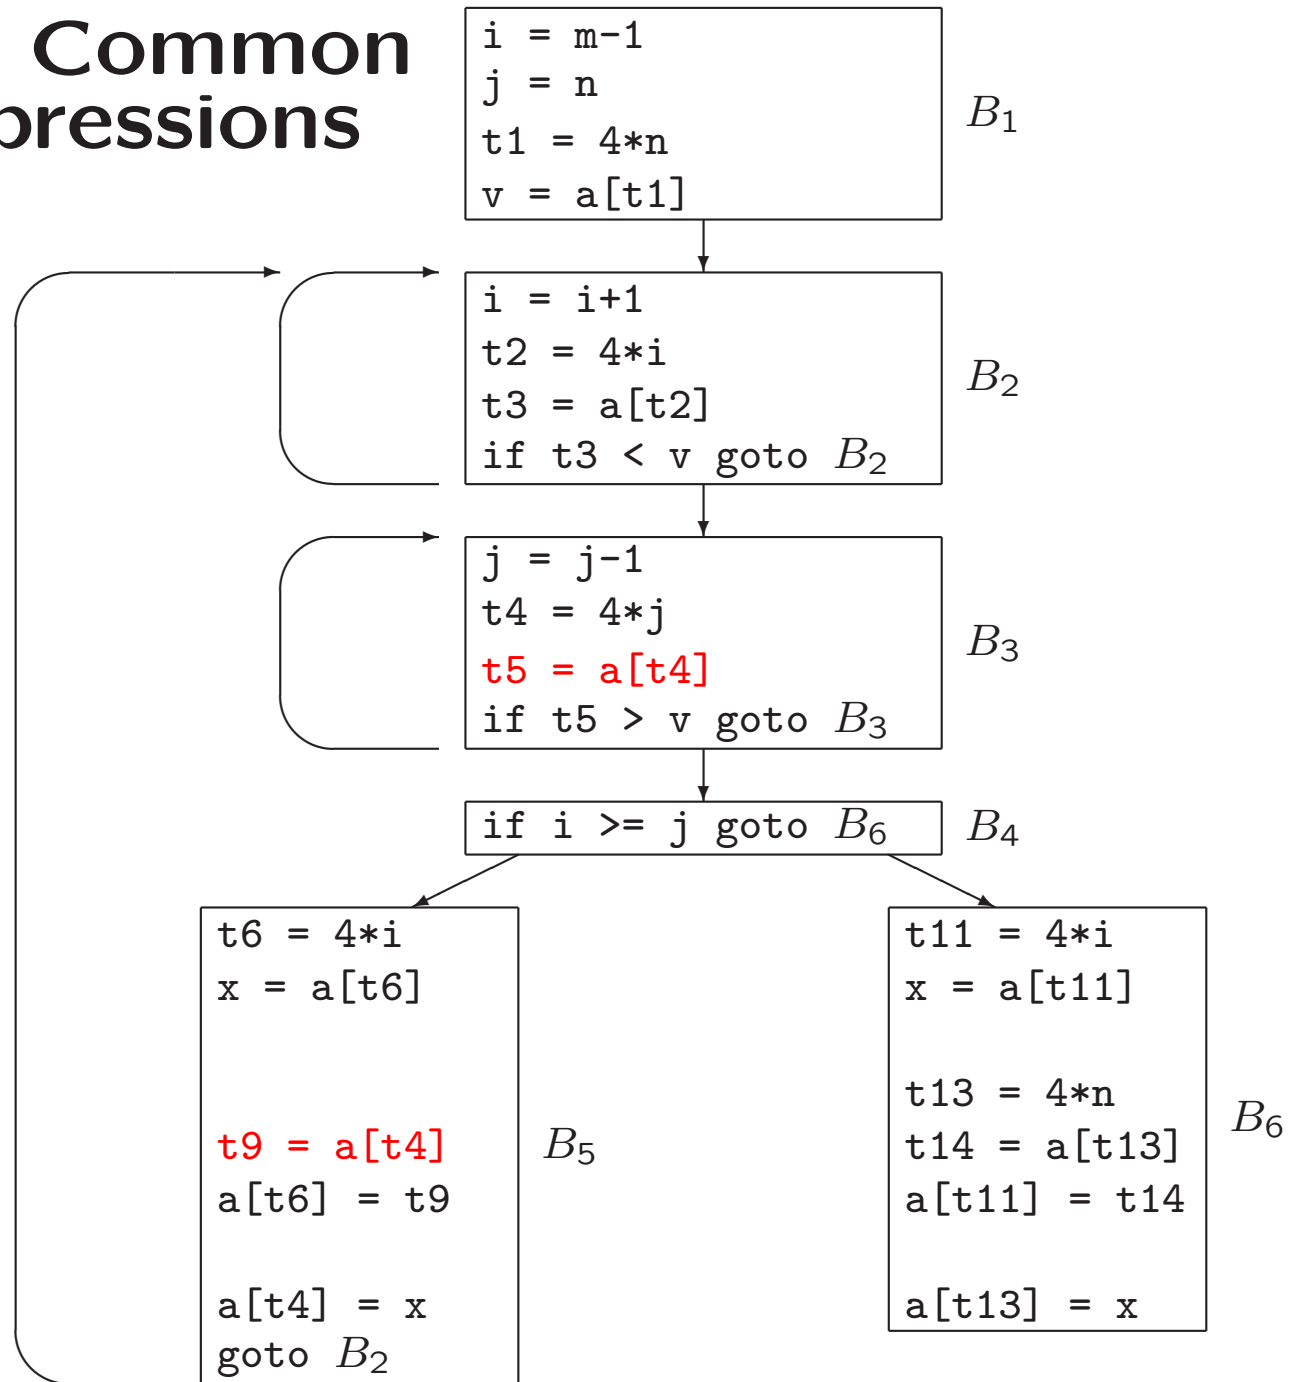 Common
pressions
i = m-1
j = n
t1 = 4*n
v = a[t1]
B1
i = i+1
t2 = 4*i
t3 = a[t2]
if t3 < v goto B2
B2
j = j-1
t4 = 4*j
t5 = a[t4]
if t5 > v goto B3
B3
if i >= j goto B6
B4
t6 = 4*i
x = a[t6]
t9 = a[t4]
a[t6] = t9
a[t4] = x
goto B2
B5
t11 = 4*i
x = a[t11]
t13 = 4*n
t14 = a[t13]
a[t11] = t14
a[t13] = x
B6